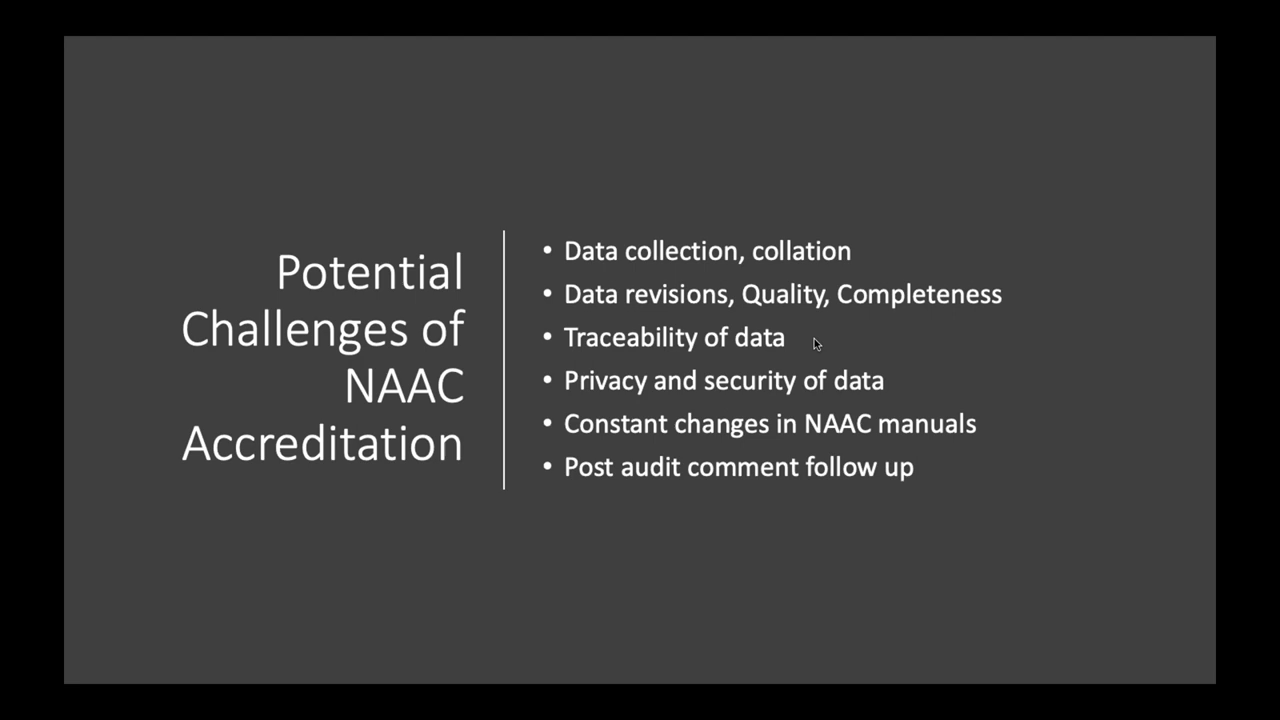 Potential
Challenges of
NAAC
Accreditation
• Data collection, collation
• Data revisions, Quality, Completeness
• Traceability of data
• Privacy and security of data
• Constant changes in NAAC manuals
• Post audit comment follow up